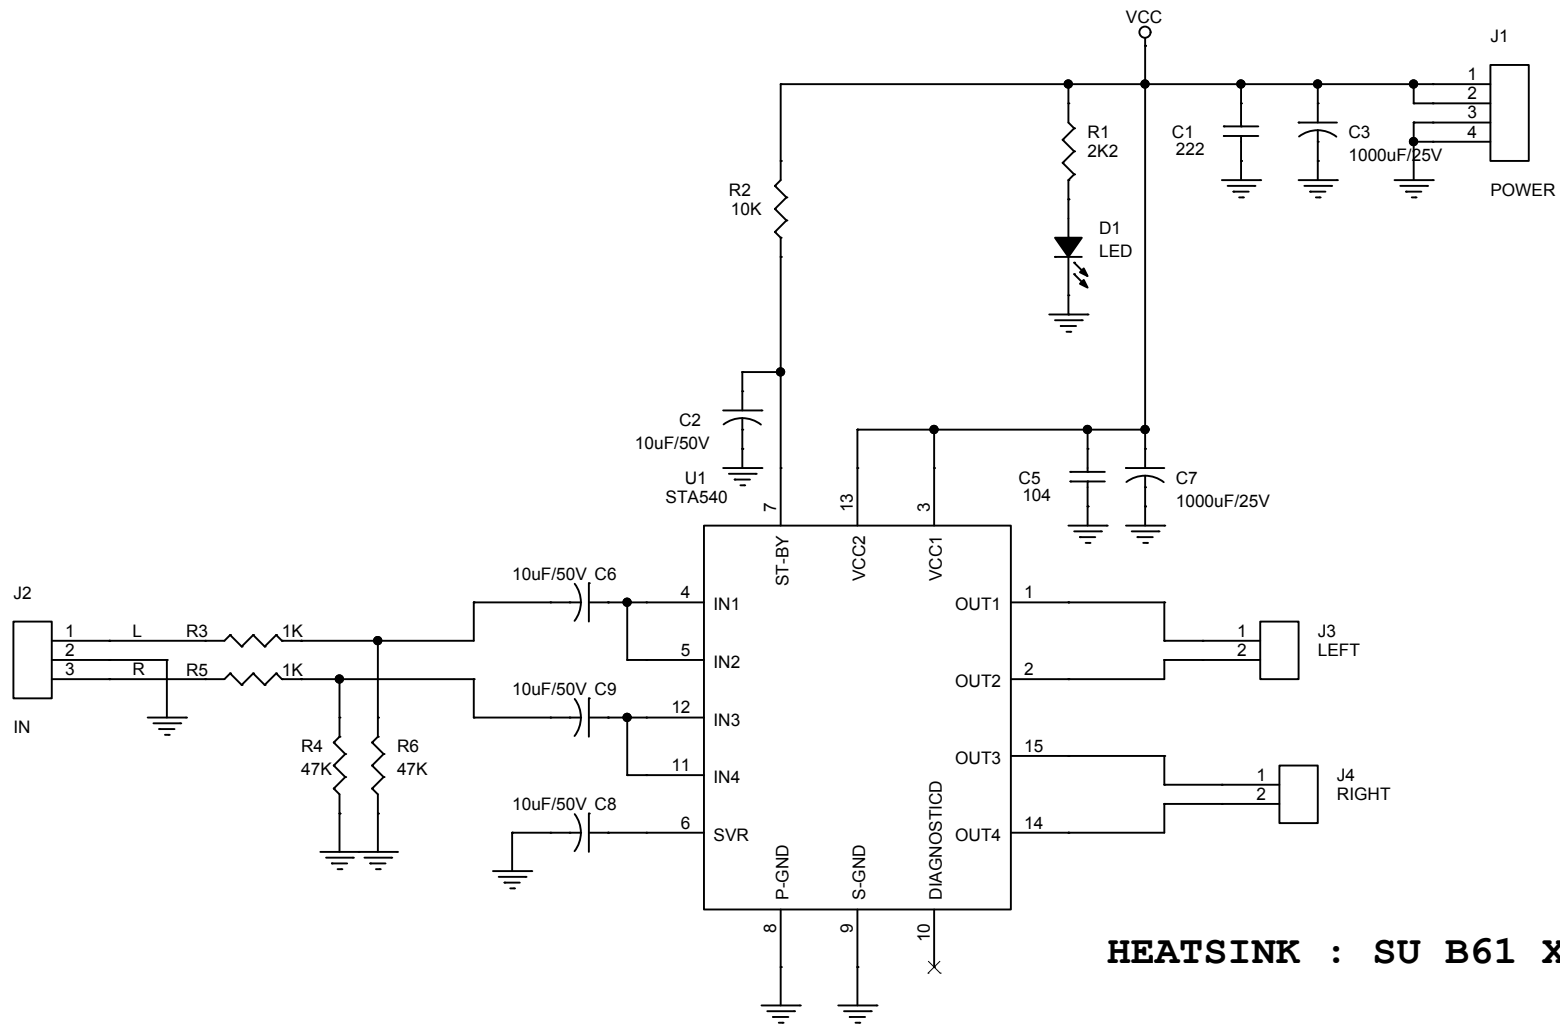 VCC
J1
1
2
3
4
POWER
R1
2K2
C1
222
C3
1000uF/25V
R2
10K
D1
LED
C2
10uF/50V
U1
STA540
7
13
3
C5
104
C7
1000uF/25V
ST-BY
VCC2
VCC1
J2
1
2
3
IN
L
R
R3
1K
R5
1K
R4
47K
R6
47K
10uF/50V C6
4
IN1
5
IN2
10uF/50V C9
12
IN3
11
IN4
10uF/50V C8
6
SVR
OUT1
1
OUT2
2
OUT3
15
OUT4
14
1
2
J3
LEFT
1
2
J4
RIGHT
P-GND
S-GND
DIAGNOSTICD
8
9
10
HEATSINK : SU B61 X